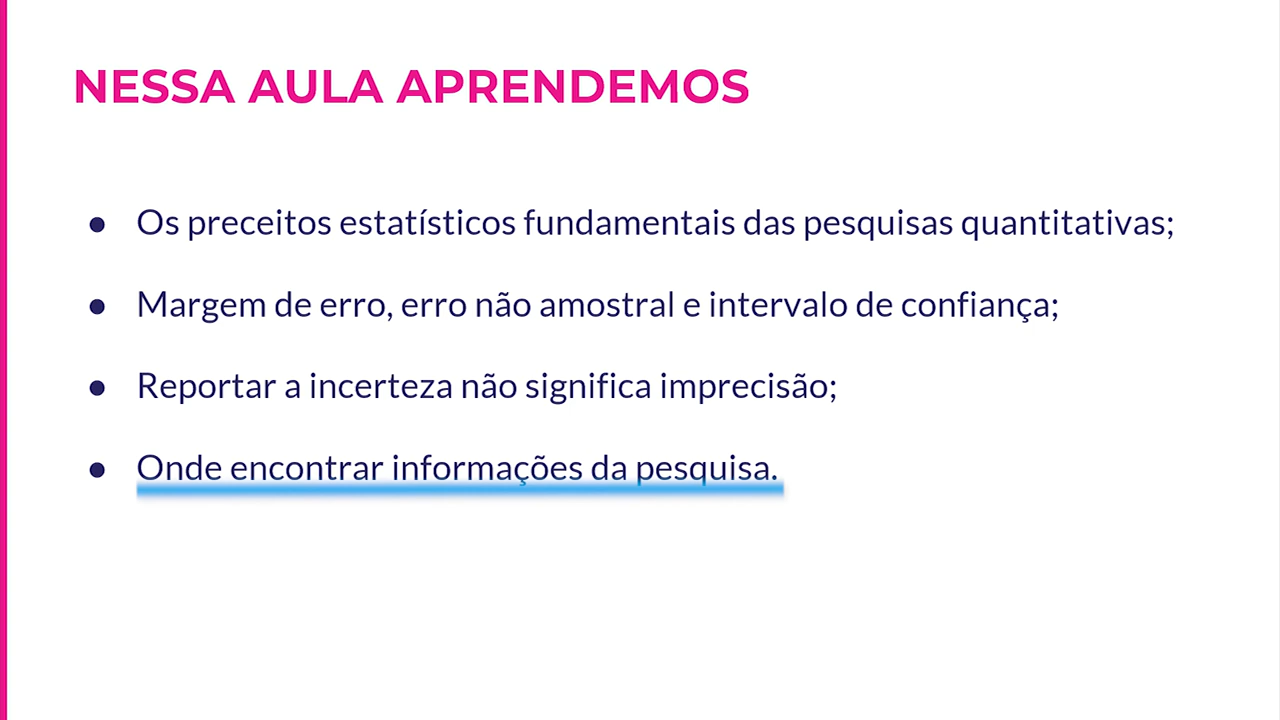 NESSA AULA APRENDEMOS
● Os preceitos estatísticos fundamentais das pesquisas quantitativas;
● Margem de erro, erro não amostral e intervalo de confiança;
● Reportar a incerteza não significa imprecisão;
● Onde encontrar informações da pesquisa.